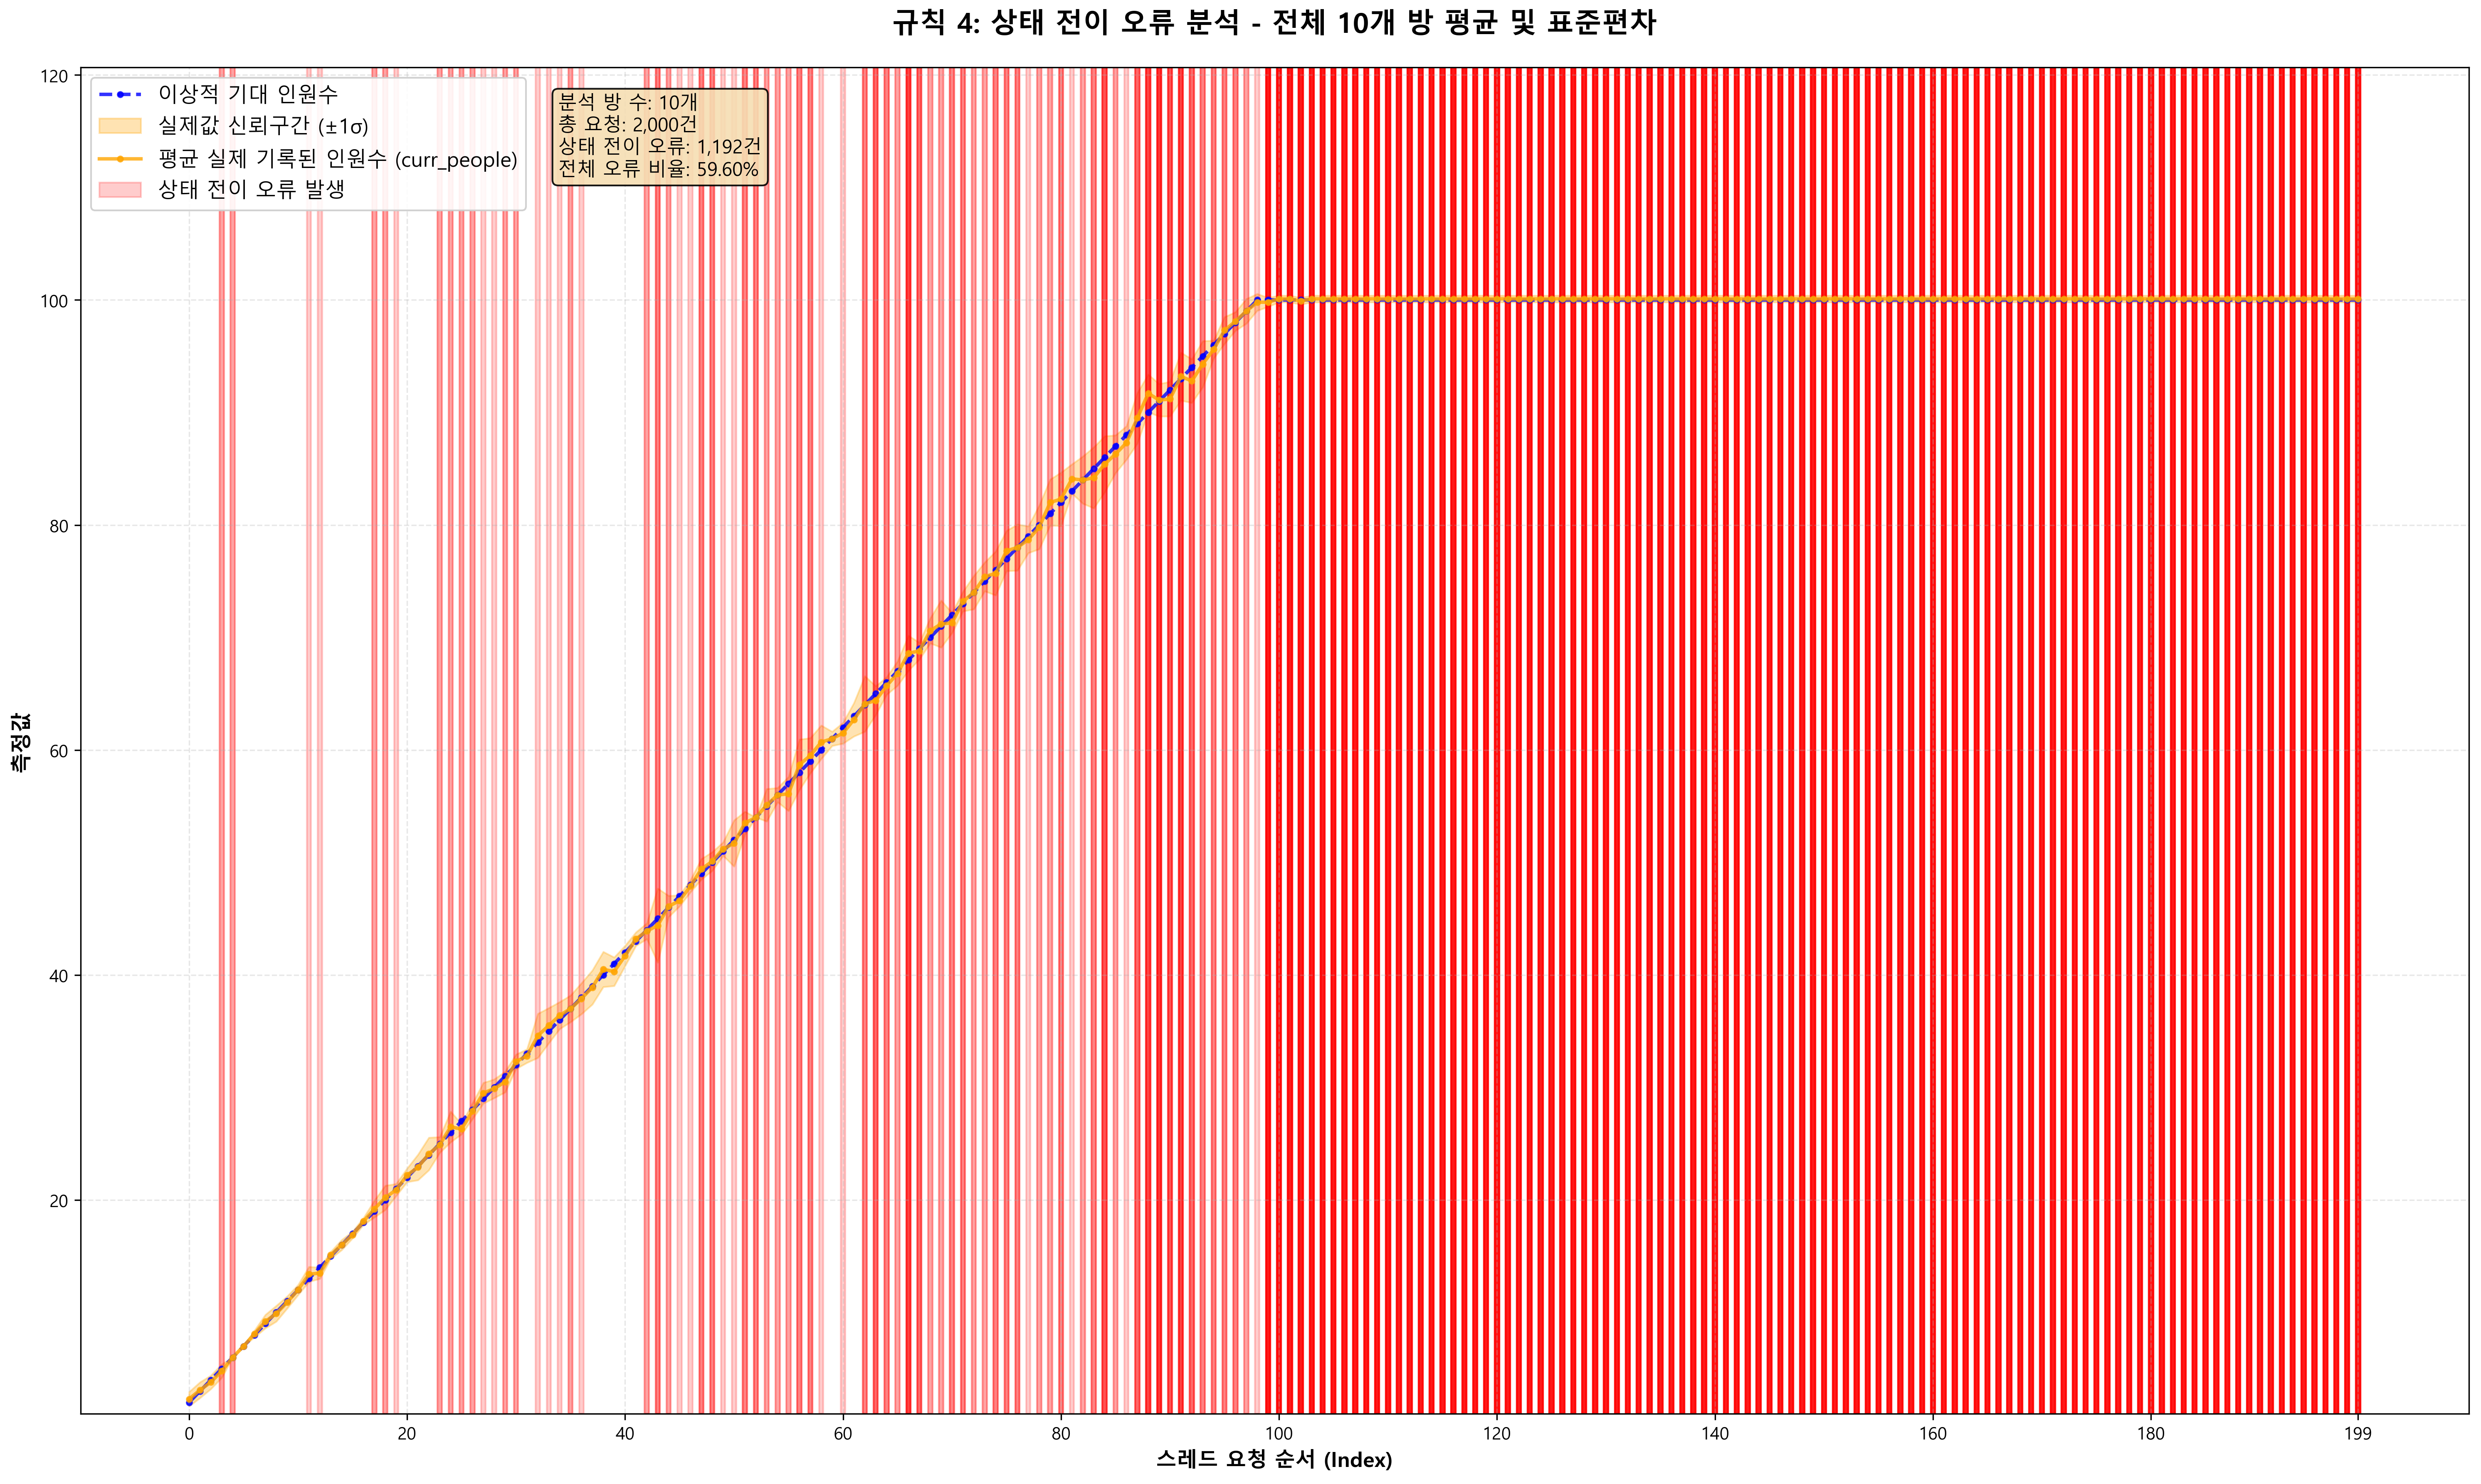 규칙 4: 상태 전이 오류 분석 - 전체 10개 방 평균 및 표준편차
이상적 기대 인원수
실제값 신뢰구간 (±1σ)
평균 실제 기록된 인원수 (curr_people)
상태 전이 오류 발생
분석 방 수: 10개
총 요청: 2,000건
상태 전이 오류: 1,192건
전체 오류 비율: 59.60%
측정값
120
100
80
60
40
20
0 20 40 60 80 100 120 140 160 180 199
스레드 요청 순서 (Index)